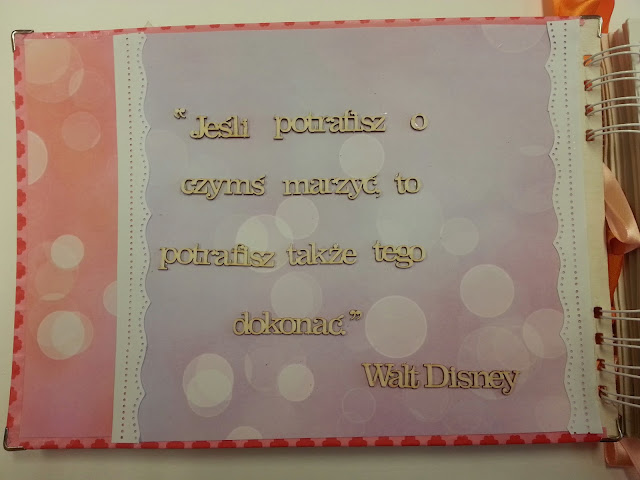 “Jeśli potrafisz o
czymś marzyć, to
potrafisz także tego
dokonać.”
Walt Disney